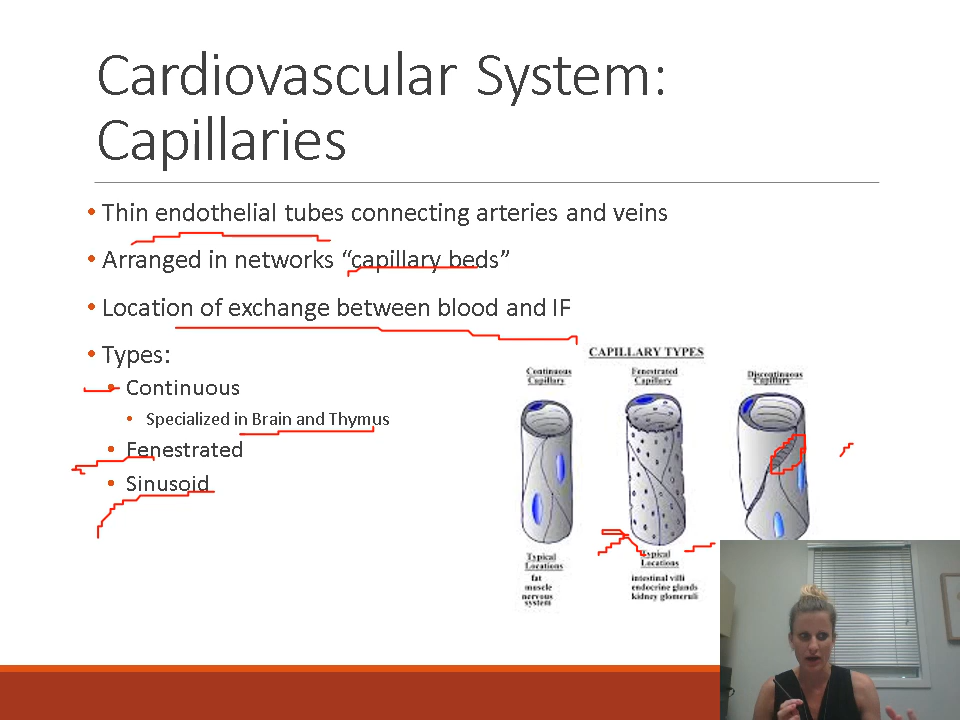 Cardiovascular System:
Capillaries
• Thin endothelial tubes connecting arteries and veins
• Arranged in networks “capillary beds”
• Location of exchange between blood and IF
• Types:
• Continuous
• Specialized in Brain and Thymus
• Fenestrated
• Sinusoid
CAPILLARY TYPES
Continuous
Capillary
Fenestrated
Capillary
Discontinuous
Capillary
Typical
Locations
fat
muscle
nervous
system
Typical
Locations
intestinal villi
endocrine glands
kidney glomeruli